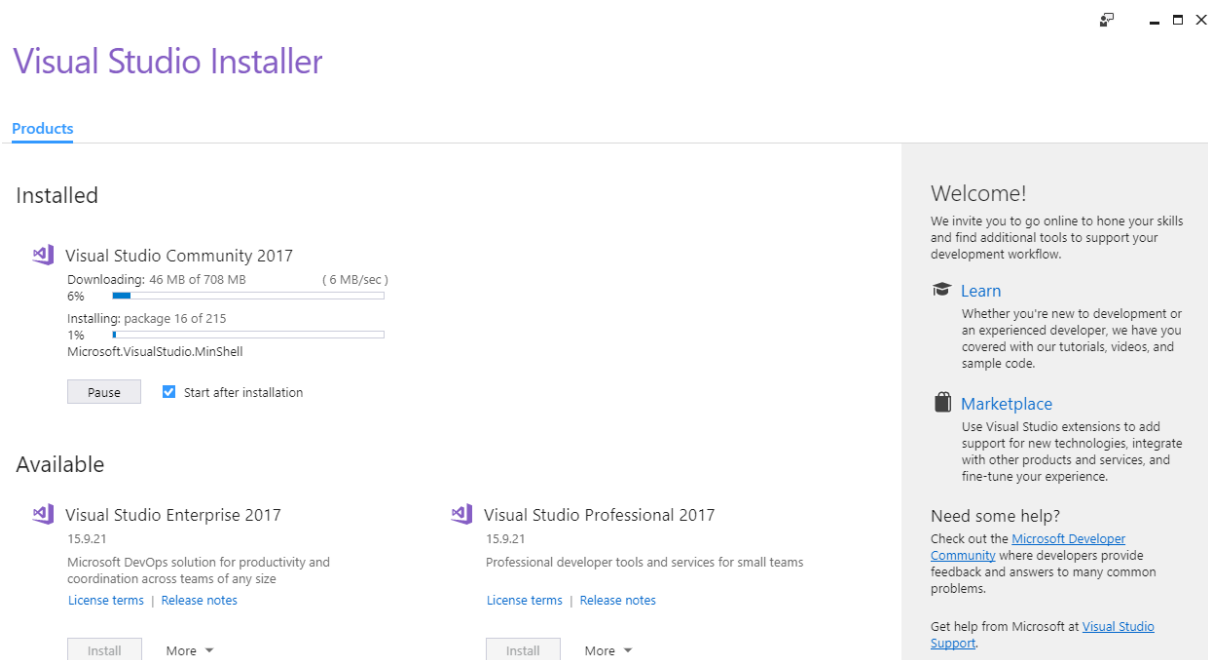 Visual Studio Installer
Products
Installed
Visual Studio Community 2017
Downloading: 46 MB of 708 MB ( 6 MB/sec )
6%
Installing: package 16 of 215
1%
Microsoft.VisualStudio.MinShell
Pause Start after installation
Available
Visual Studio Enterprise 2017
15.9.21
Microsoft DevOps solution for productivity and
coordination across teams of any size
License terms | Release notes
Install More
Visual Studio Professional 2017
15.9.21
Professional developer tools and services for small teams
License terms | Release notes
Install More
Welcome!
We invite you to go online to hone your skills
and find additional tools to support your
development workflow.
Learn
Whether you're new to development or
an experienced developer, we have you
covered with our tutorials, videos, and
sample code.
Marketplace
Use Visual Studio extensions to add
support for new technologies, integrate
with other products and services, and
fine-tune your experience.
Need some help?
Check out the Microsoft Developer
Community where developers provide
feedback and answers to many common
problems.
Get help from Microsoft at Visual Studio
Support.